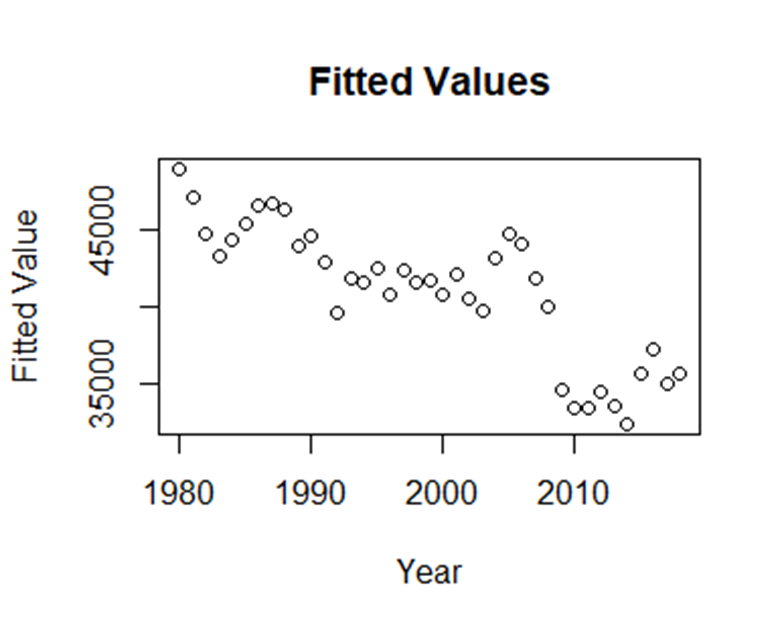 Fitted Values
Fitted Value
45000
35000
1980 1990 2000 2010
Year